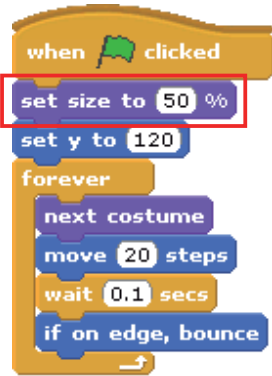 when clicked
set size to 50 %
set y to 120
forever
next costume
move 20 steps
wait 0.1 secs
if on edge, bounce